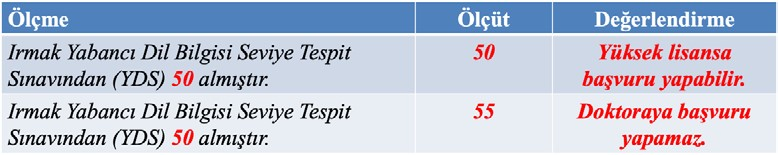 Ölçme Ölçüt Değerlendirme
Irmak Yabancı Dil Bilgisi Seviye Tespit 50 Yüksek lisansa
Sınavından (YDS) 50 almıştır. başvuru yapabilir.
Irmak Yabancı Dil Bilgisi Seviye Tespit 55 Doktoraya başvuru
Sınavından (YDS) 50 almıştır. yapamaz.